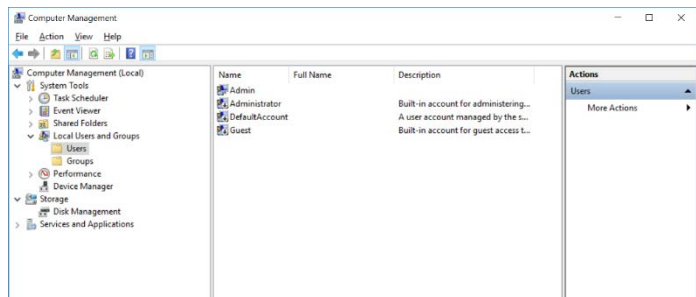 Computer Management
File Action View Help
Computer Management (Local)
System Tools
Task Scheduler
Event Viewer
Shared Folders
Local Users and Groups
Users
Groups
Performance
Device Manager
Storage
Disk Management
Services and Applications
Name Full Name Description
Admin
Administrator Built-in account for administering...
DefaultAccount A user account managed by the s...
Guest Built-in account for guest access t...
Actions
Users
More Actions